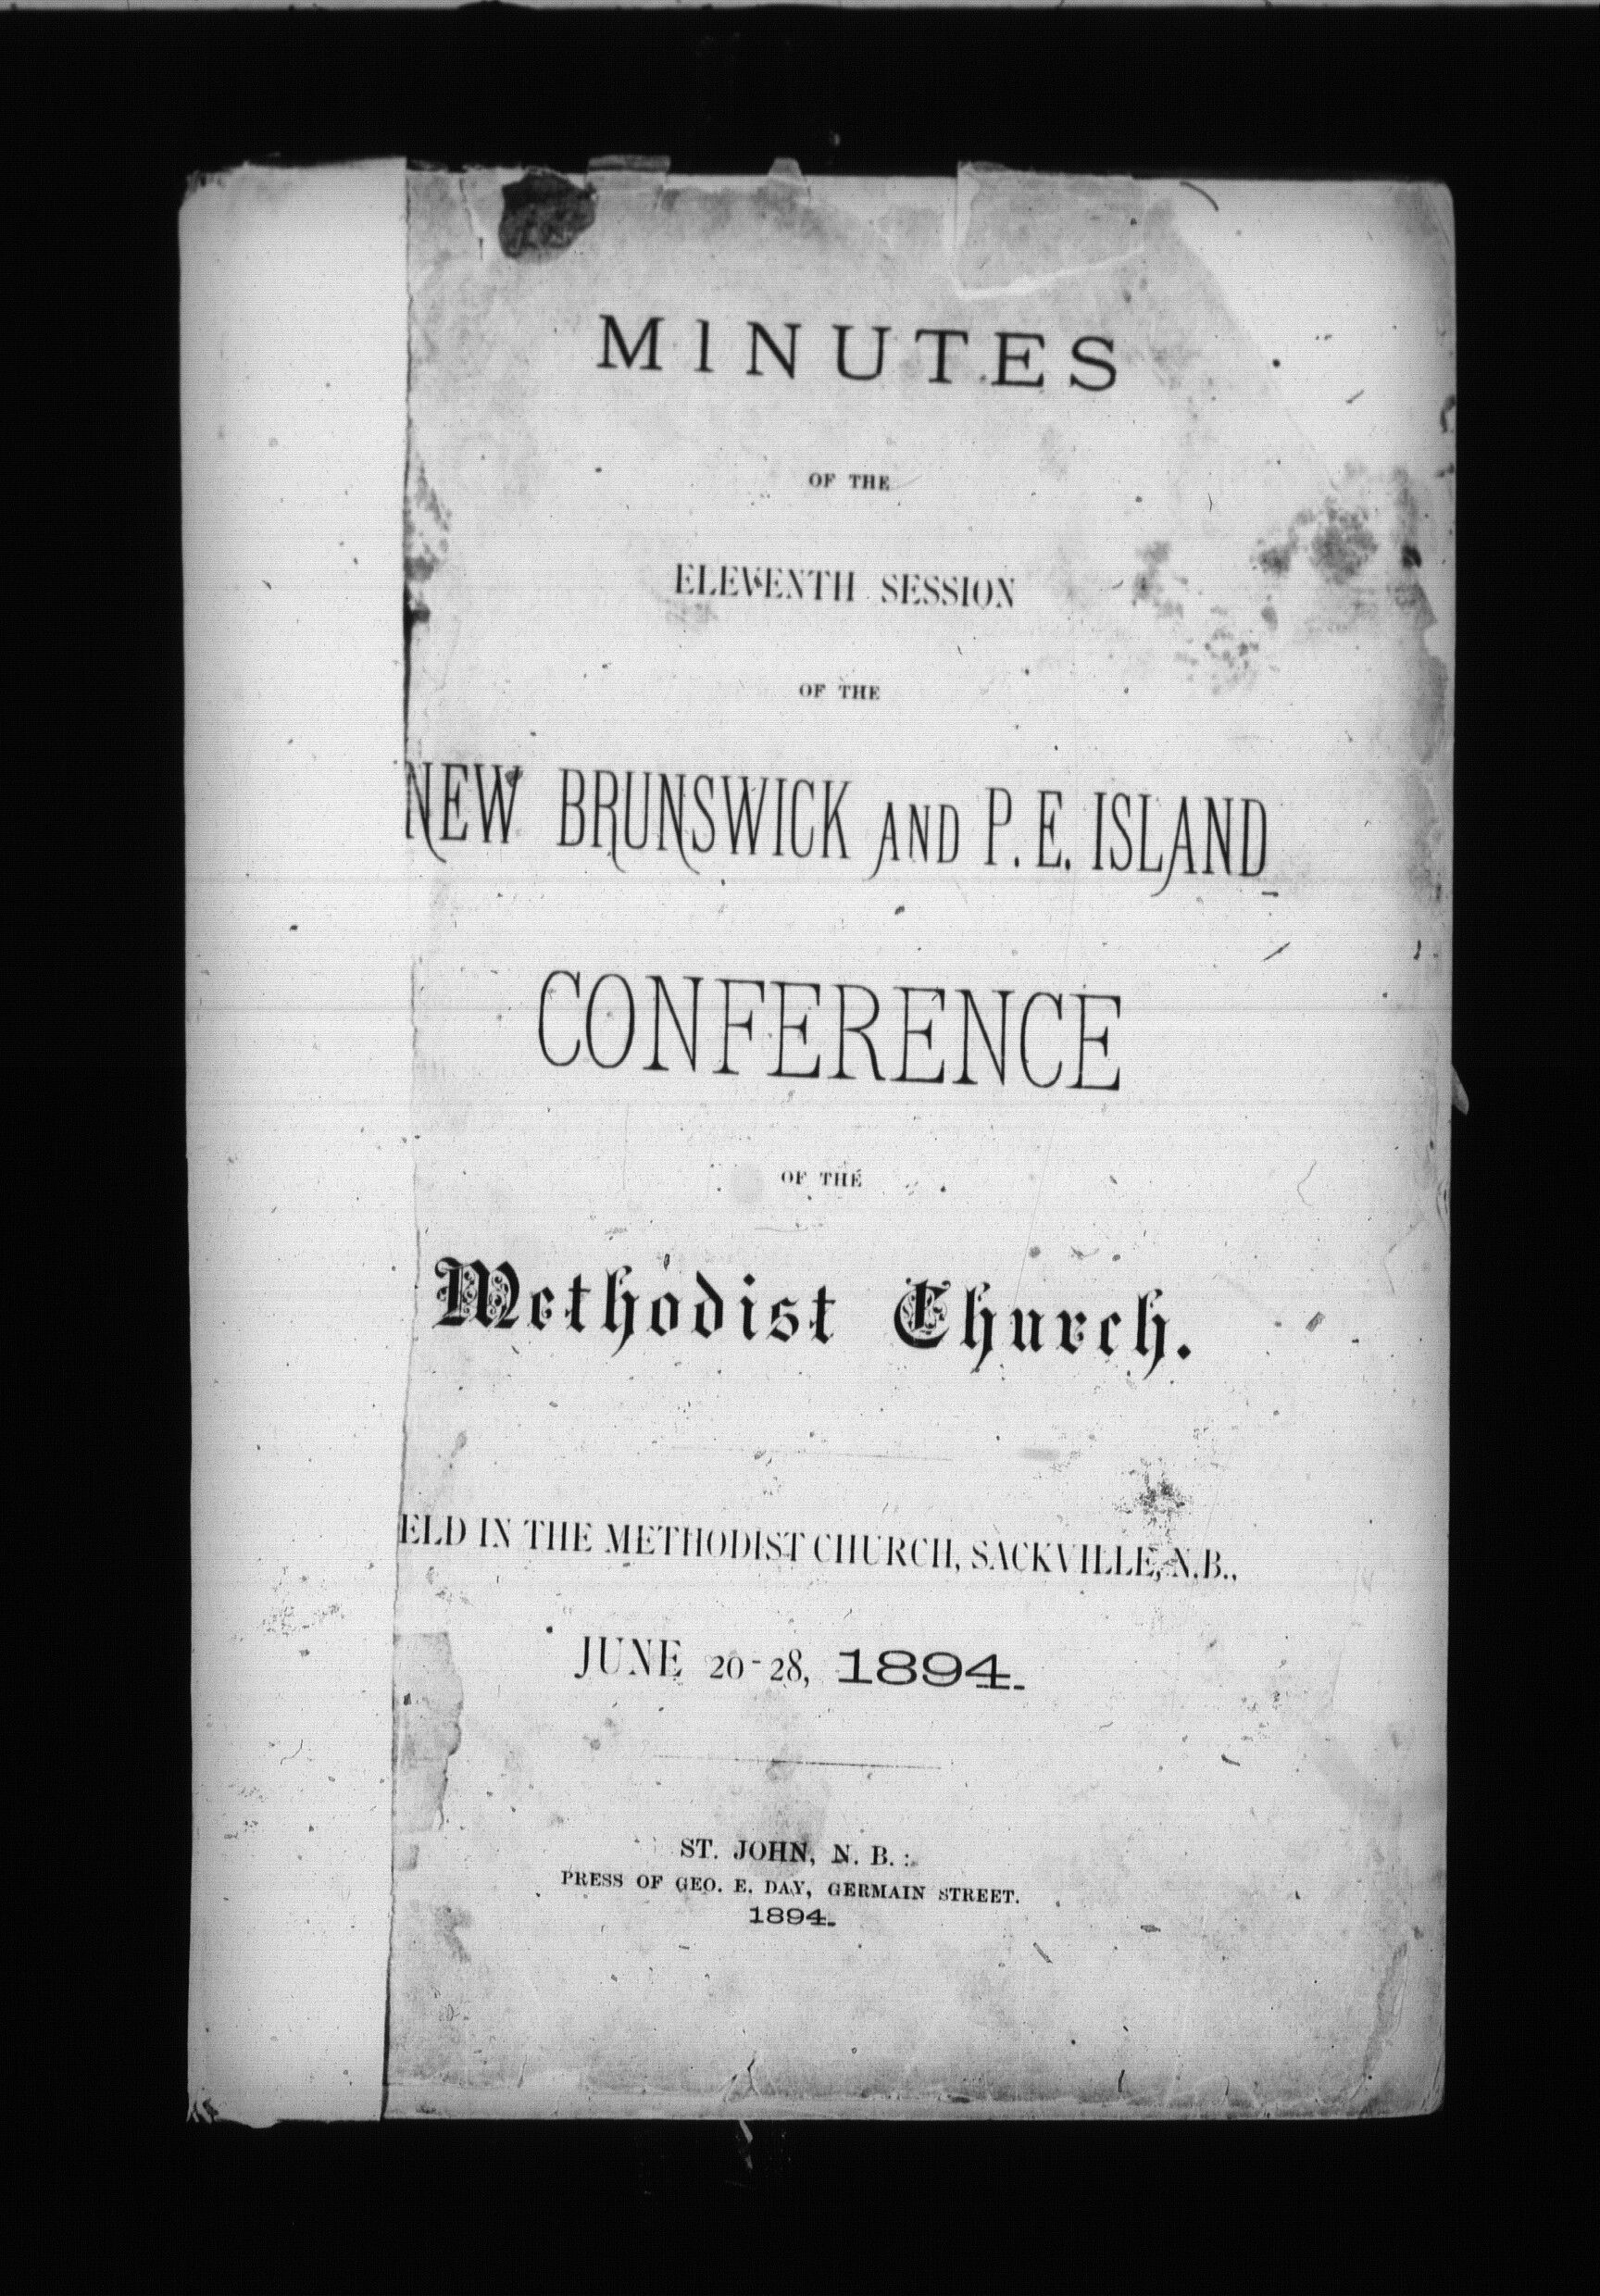 MINUTES
OF THE
ELEVENTH SESSION
OF THE
NEW BRUNSWICK AND P. E. ISLAND
CONFERENCE
OF THE
Methodist Church.
ELD IN THE METHODIST CHURCH, SACKVILLE, N.B.,
JUNE 20-28, 1894.
ST. JOHN, N. B.:
PRESS OF GEO. E. DAY, GERMAIN STREET.
1894.